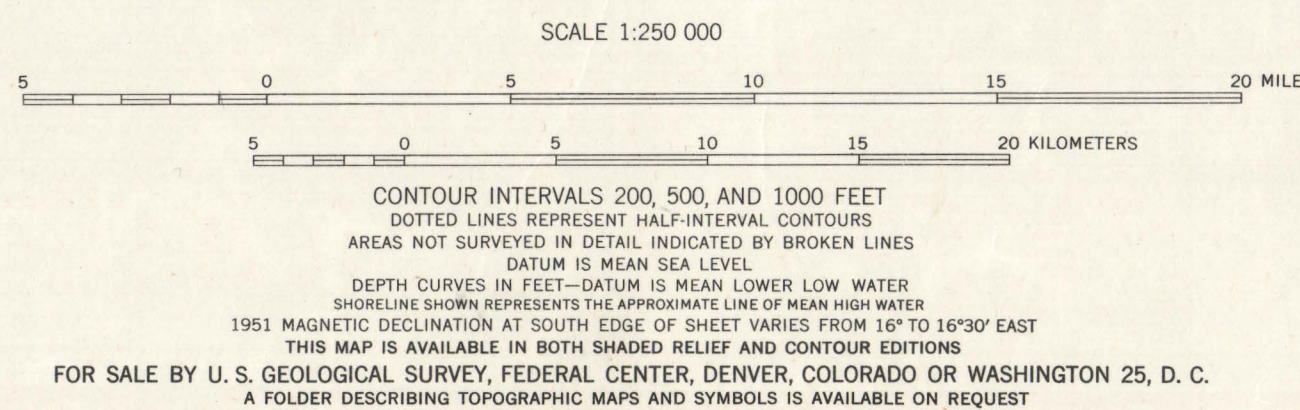 SCALE 1:250 000
5 0 5 10 15 20 MILE
5 0 5 10 15 20 KILOMETERS
CONTOUR INTERVALS 200, 500, AND 1000 FEET
DOTTED LINES REPRESENT HALF-INTERVAL CONTOURS
AREAS NOT SURVEYED IN DETAIL INDICATED BY BROKEN LINES
DATUM IS MEAN SEA LEVEL
DEPTH CURVES IN FEET—DATUM IS MEAN LOWER LOW WATER
SHORELINE SHOWN REPRESENTS THE APPROXIMATE LINE OF MEAN HIGH WATER
1951 MAGNETIC DECLINATION AT SOUTH EDGE OF SHEET VARIES FROM 16° TO 16°30′ EAST
THIS MAP IS AVAILABLE IN BOTH SHADED RELIEF AND CONTOUR EDITIONS
FOR SALE BY U. S. GEOLOGICAL SURVEY, FEDERAL CENTER, DENVER, COLORADO OR WASHINGTON 25, D. C.
A FOLDER DESCRIBING TOPOGRAPHIC MAPS AND SYMBOLS IS AVAILABLE ON REQUEST